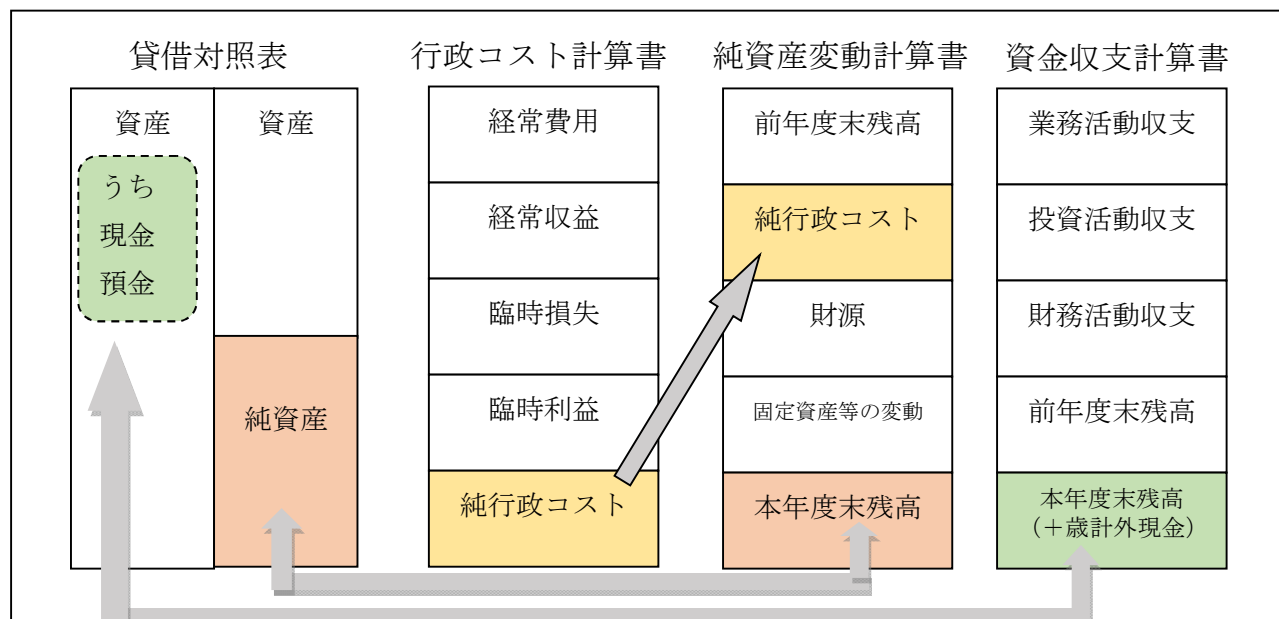 貸借対照表
資産
うち
現金
預金
資産
純資産
行政コスト計算書
経常費用
経常収益
臨時損失
臨時利益
純行政コスト
純資産変動計算書
前年度末残高
純行政コスト
財源
固定資産等の変動
本年度末残高
資金収支計算書
業務活動収支
投資活動収支
財務活動収支
前年度末残高
本年度末残高
（＋歳計外現金）